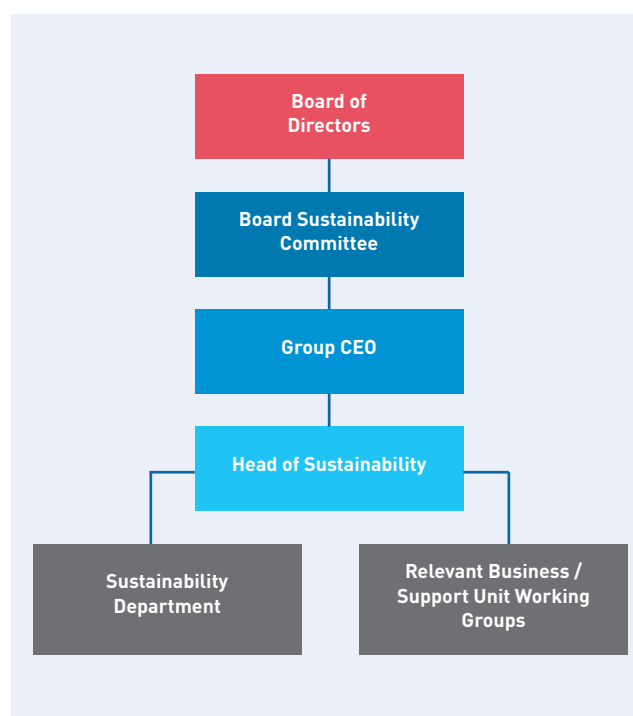 Board of
Directors
Board Sustainability
Committee
Group CEO
Head of Sustainability
Sustainability
Department
Relevant Business /
Support Unit Working
Groups